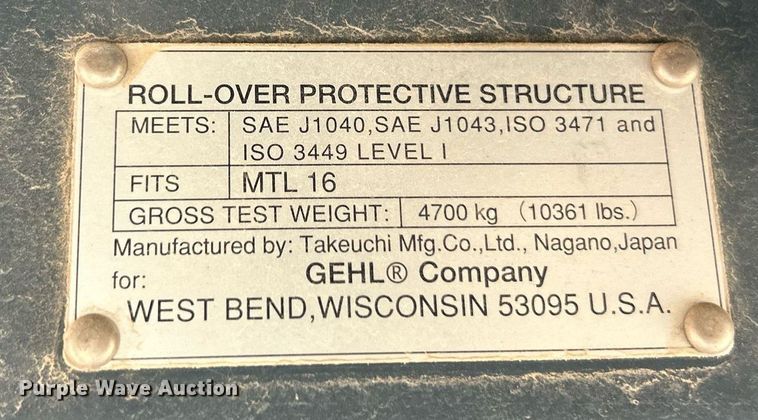 ROLL-OVER PROTECTIVE STRUCTURE
MEETS: SAE J1040,SAE J1043,ISO 3471 and
ISO 3449 LEVEL I
FITS MTL 16
GROSS TEST WEIGHT: 4700 kg (10361 lbs.)
Manufactured by: Takeuchi Mfg.Co.,Ltd., Nagano,Japan
for: GEHL® Company
WEST BEND,WISCONSIN 53095 U.S.A.
Purple Wave Auction